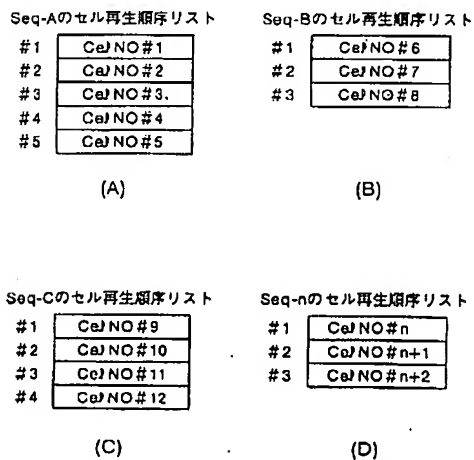 Seq-Aのセル再生順序リスト
#1 Cell NO#1
#2 Cell NO#2
#3 Cell NO#3.
#4 Cell NO#4
#5 Cell NO#5
(A)
Seq-Bのセル再生順序リスト
#1 Cell NO#6
#2 Cell NO#7
#3 Cell NO#8
(B)
Seq-Cのセル再生順序リスト
#1 Cell NO#9
#2 Cell NO#10
#3 Cell NO#11
#4 Cell NO#12
(C)
Seq-nのセル再生順序リスト
#1 Cell NO#n
#2 Cell NO#n+1
#3 Cell NO#n+2
(D)